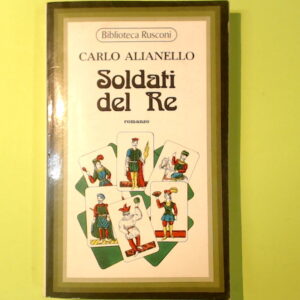 Biblioteca Rusconi
CARLO ALIANELLO
Soldati
del Re
romanzo